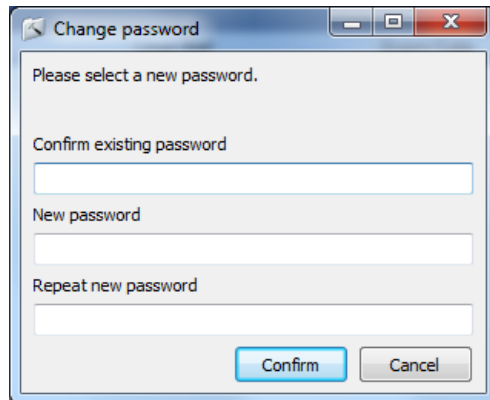 Change password
Please select a new password.
Confirm existing password
New password
Repeat new password
Confirm Cancel